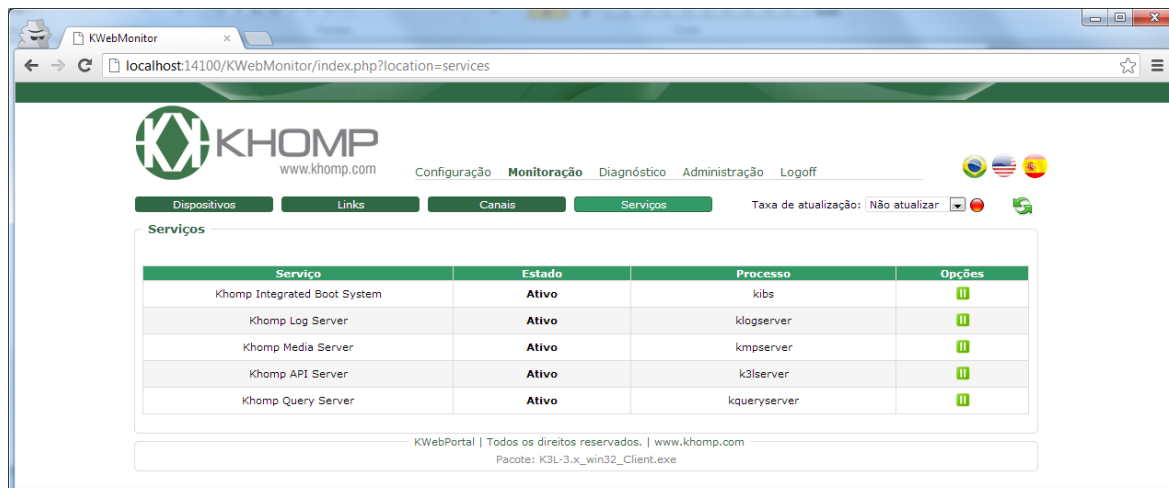 KWebMonitor
localhost:14100/KWebMonitor/index.php?location=services
KHOMP
www.khomp.com
Configuração Monitoração Diagnóstico Administração Logoff
Dispositivos Links Canais Serviços Taxa de atualização: Não atualizar
Serviços
Serviço Estado Processo Opções
Khomp Integrated Boot System Ativo kibs
Khomp Log Server Ativo klogserver
Khomp Media Server Ativo kmpserver
Khomp API Server Ativo k3lserver
Khomp Query Server Ativo kqueryserver
KWebPortal | Todos os direitos reservados. | www.khomp.com
Pacote: K3L-3.x_win32_Client.exe